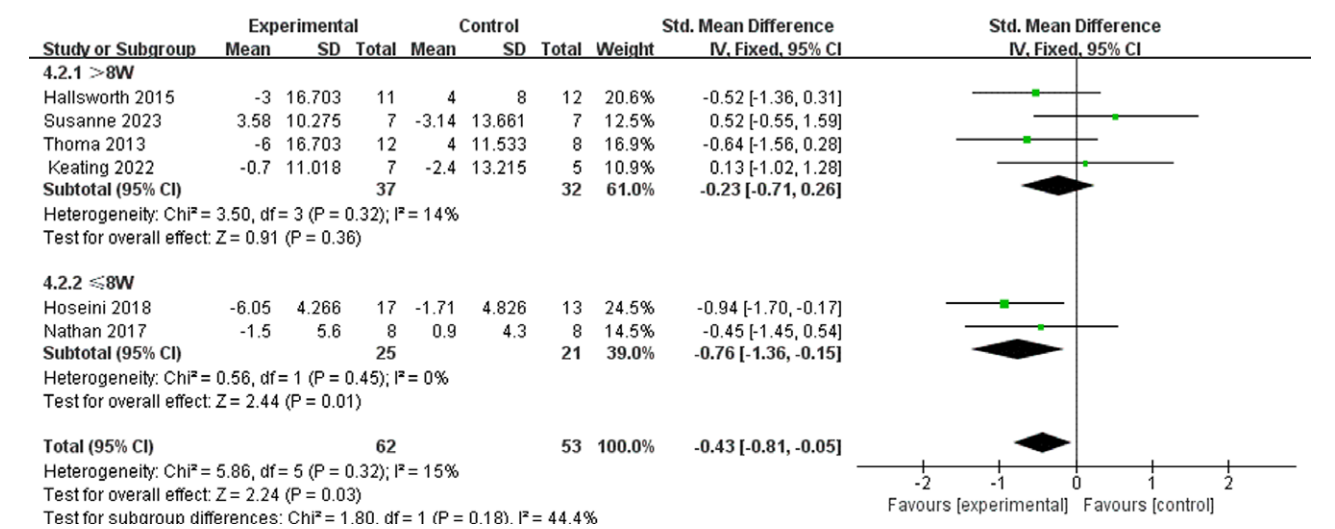 Experimental Control Std. Mean Difference Std. Mean Difference
Study or Subgroup Mean SD Total Mean SD Total Weight IV, Fixed, 95% CI IV, Fixed, 95% CI
4.2.1 >8W
Hallsworth 2015 -3 16.703 11 4 8 12 20.6% -0.52 [-1.36, 0.31]
Susanne 2023 3.58 10.275 7 -3.14 13.661 7 12.5% 0.52 [-0.55, 1.59]
Thoma 2013 -6 16.703 12 4 11.533 8 16.9% -0.64 [-1.56, 0.28]
Keating 2022 -0.7 11.018 7 -2.4 13.215 5 10.9% 0.13 [-1.02, 1.28]
Subtotal (95% CI) 37 32 61.0% -0.23 [-0.71, 0.26]
Heterogeneity: Chi² = 3.50, df = 3 (P = 0.32); I² = 14%
Test for overall effect: Z = 0.91 (P = 0.36)
4.2.2 ⩽8W
Hoseini 2018 -6.05 4.266 17 -1.71 4.826 13 24.5% -0.94 [-1.70, -0.17]
Nathan 2017 -1.5 5.6 8 0.9 4.3 8 14.5% -0.45 [-1.45, 0.54]
Subtotal (95% CI) 25 21 39.0% -0.76 [-1.36, -0.15]
Heterogeneity: Chi² = 0.56, df = 1 (P = 0.45); I² = 0%
Test for overall effect: Z = 2.44 (P = 0.01)
Total (95% CI) 62 53 100.0% -0.43 [-0.81, -0.05]
Heterogeneity: Chi² = 5.86, df = 5 (P = 0.32); I² = 15%
Test for overall effect: Z = 2.24 (P = 0.03)
Test for subgroup differences: Chi² = 1.80, df = 1 (P = 0.18), I² = 44.4%
-2 -1 0 1 2
Favours [experimental] Favours [control]